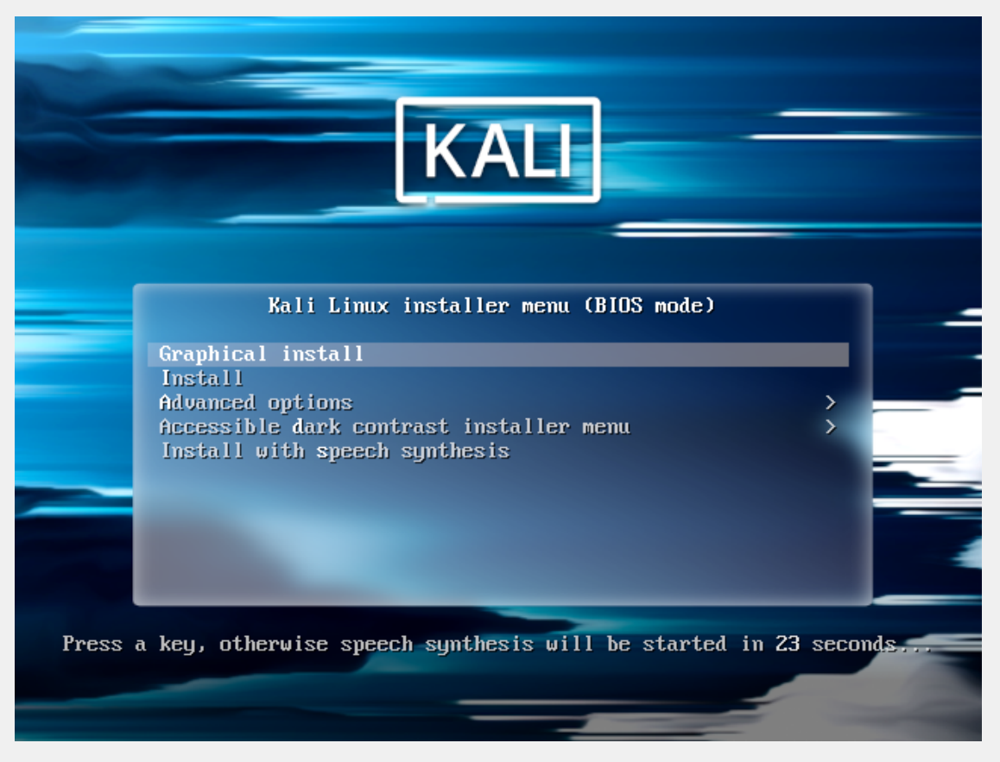 KALI
Kali Linux installer menu (BIOS mode)
Graphical install
Install
Advanced options >
Accessible dark contrast installer menu >
Install with speech synthesis
Press a key, otherwise speech synthesis will be started in 23 seconds...